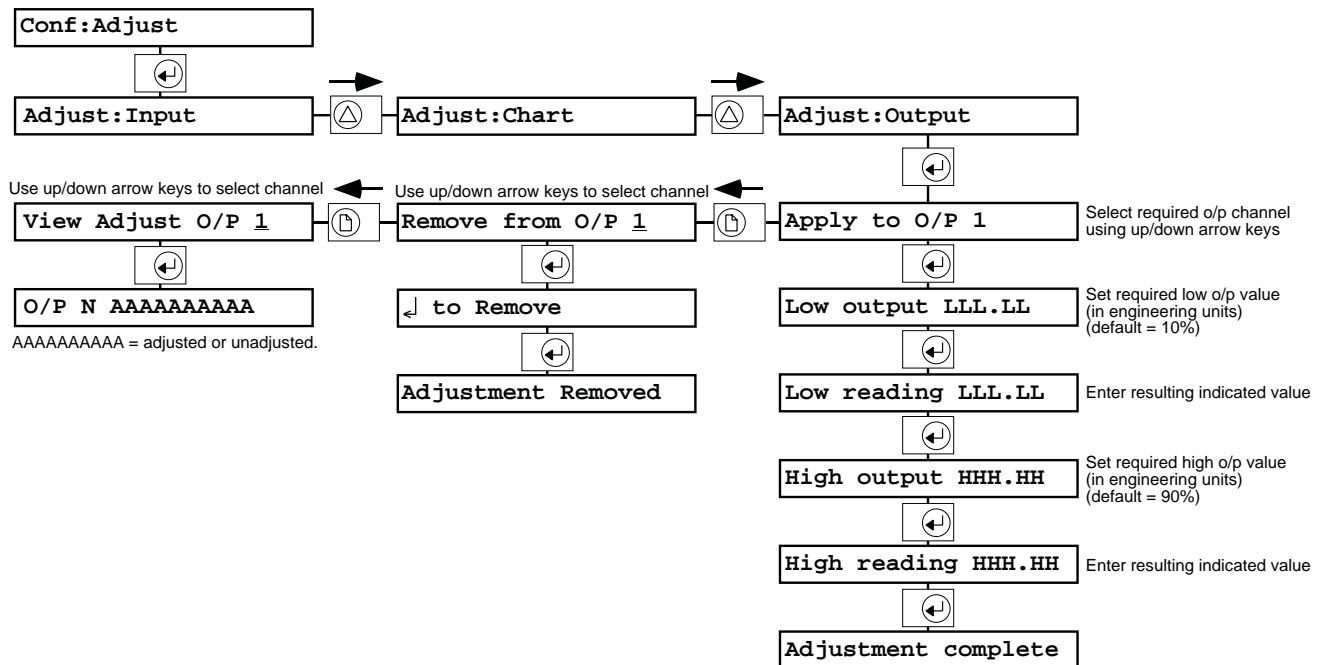 Conf:Adjust
Adjust:Input
Adjust:Chart
Adjust:Output
Use up/down arrow keys to select channel
Use up/down arrow keys to select channel
View Adjust O/P 1
Remove from O/P 1
Apply to O/P 1
Select required o/p channel
using up/down arrow keys
O/P N AAAAAAAAAA
AAAAAAAAAA = adjusted or unadjusted.
↵ to Remove
Adjustment Removed
Low output LLL.LL
Set required low o/p value
(in engineering units)
(default = 10%)
Low reading LLL.LL
Enter resulting indicated value
High output HHH.HH
Set required high o/p value
(in engineering units)
(default = 90%)
High reading HHH.HH
Enter resulting indicated value
Adjustment complete